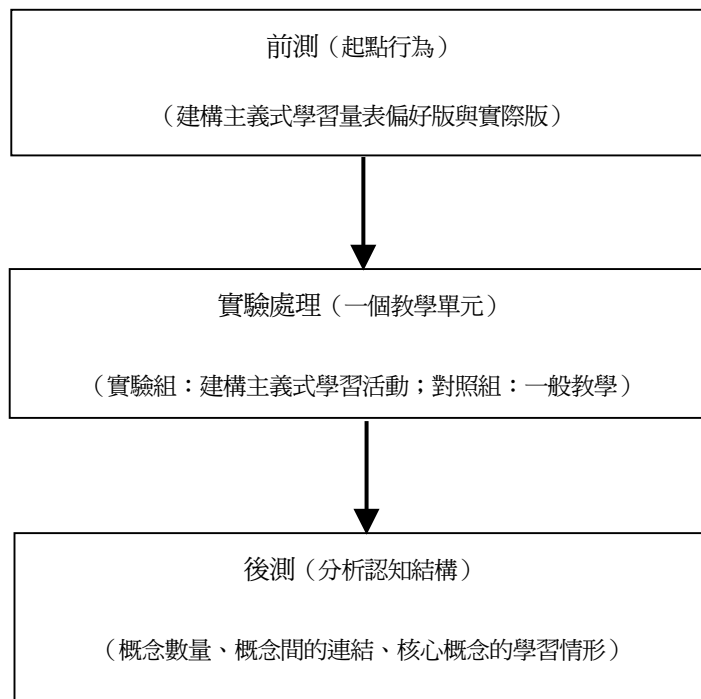 前測（起點行為）
（建構主義式學習量表偏好版與實際版）
實驗處理（一個教學單元）
（實驗組：建構主義式學習活動；對照組：一般教學）
後測（分析認知結構）
（概念數量、概念間的連結、核心概念的學習情形）